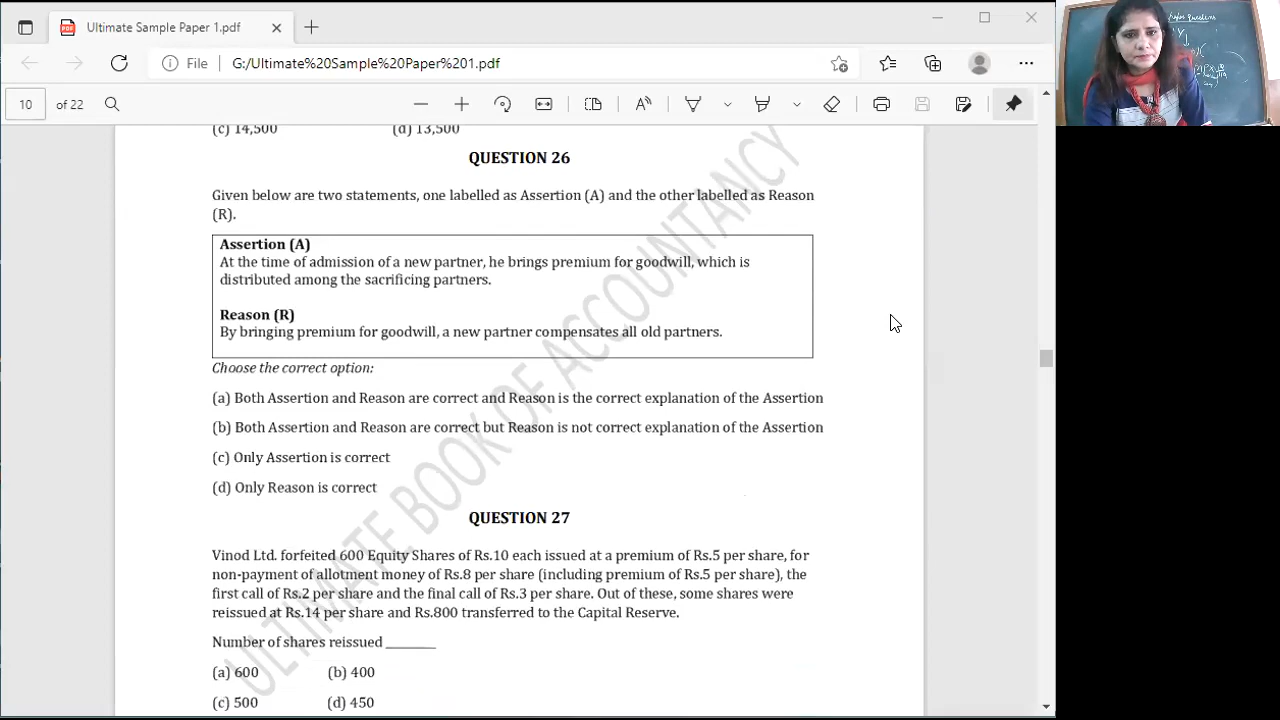 Ultimate Sample Paper 1.pdf
File G:/Ultimate%20Sample%20Paper%201.pdf
10 of 22
(c) 14,500 (d) 13,500
QUESTION 26
Given below are two statements, one labelled as Assertion (A) and the other labelled as Reason
(R).
Assertion (A)
At the time of admission of a new partner, he brings premium for goodwill, which is
distributed among the sacrificing partners.
Reason (R)
By bringing premium for goodwill, a new partner compensates all old partners.
Choose the correct option:
(a) Both Assertion and Reason are correct and Reason is the correct explanation of the Assertion
(b) Both Assertion and Reason are correct but Reason is not correct explanation of the Assertion
(c) Only Assertion is correct
(d) Only Reason is correct
QUESTION 27
Vinod Ltd. forfeited 600 Equity Shares of Rs.10 each issued at a premium of Rs.5 per share, for
non-payment of allotment money of Rs.8 per share (including premium of Rs.5 per share), the
first call of Rs.2 per share and the final call of Rs.3 per share. Out of these, some shares were
reissued at Rs.14 per share and Rs.800 transferred to the Capital Reserve.
Number of shares reissued _______
(a) 600 (b) 400
(c) 500 (d) 450
ULTIMATE BOOK OF ACCOUNTANCY
Questions